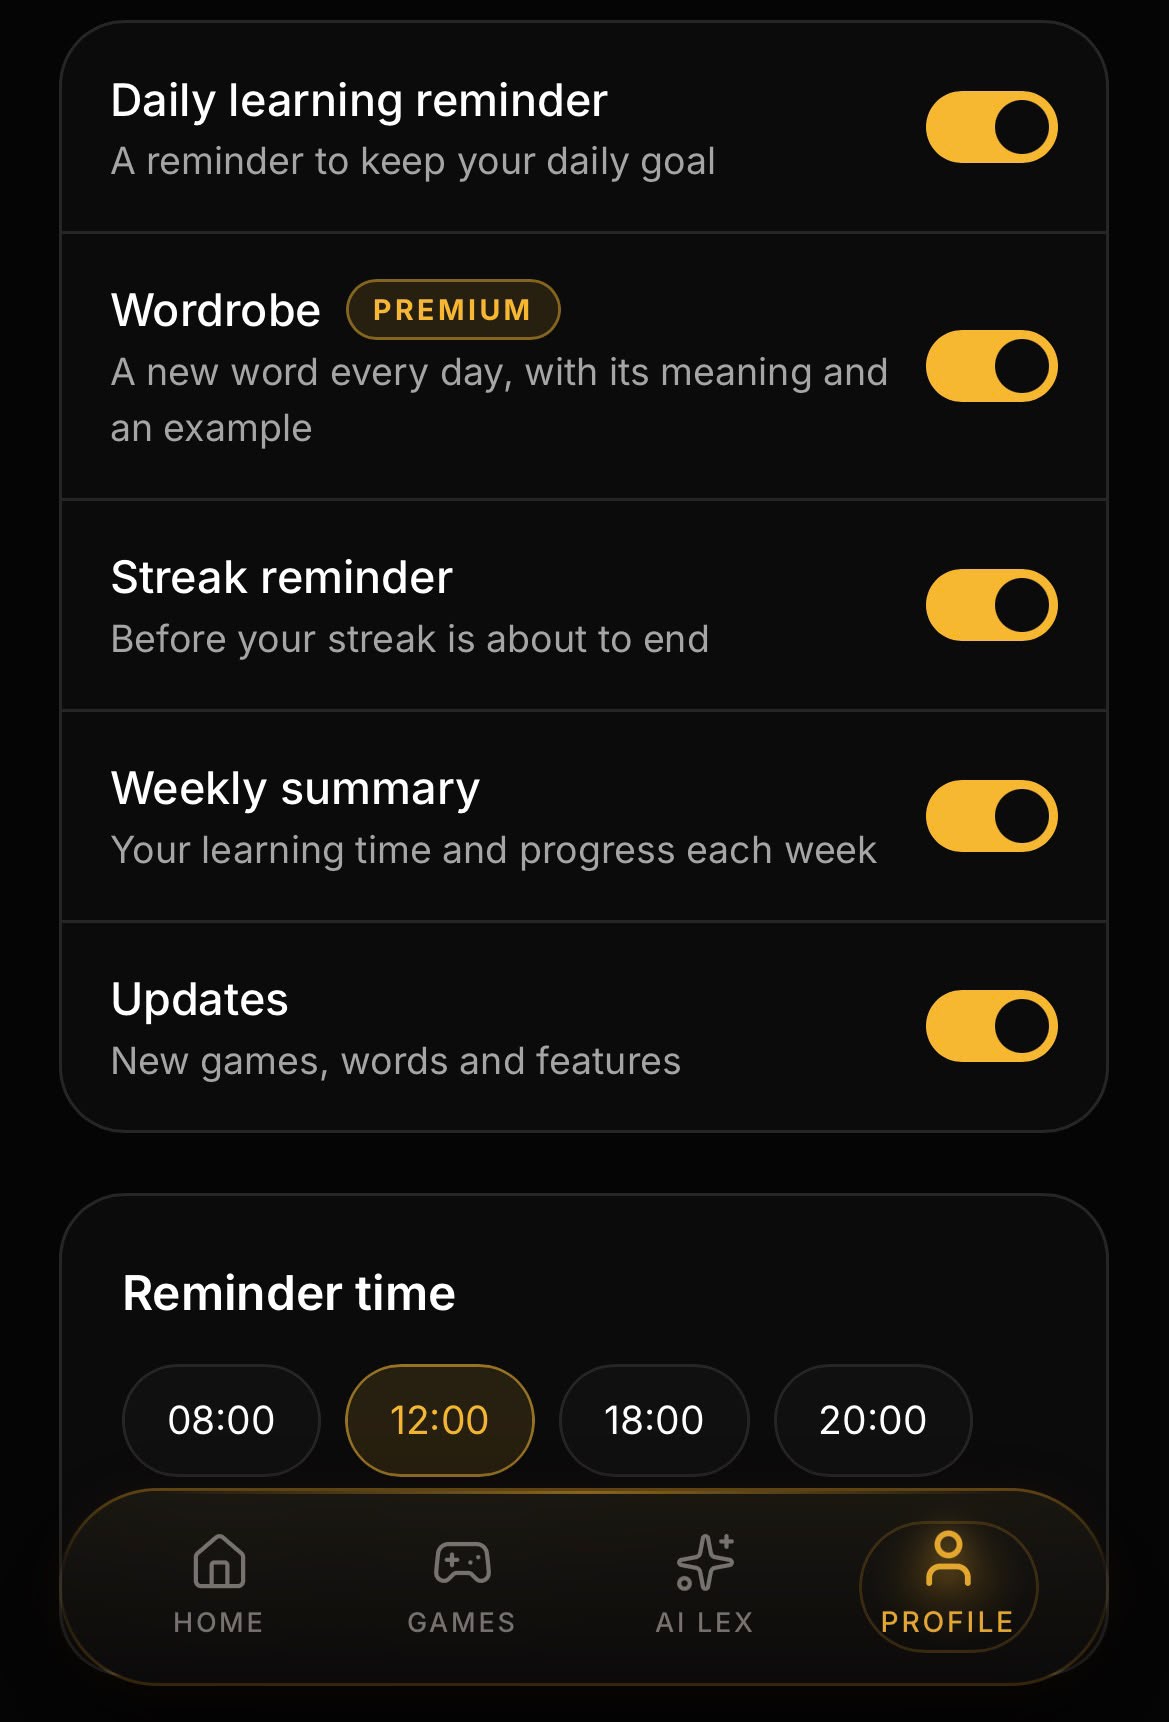 Daily learning reminder
A reminder to keep your daily goal
Wordrobe PREMIUM
A new word every day, with its meaning and
an example
Streak reminder
Before your streak is about to end
Weekly summary
Your learning time and progress each week
Updates
New games, words and features
Reminder time
08:00 12:00 18:00 20:00
HOME GAMES AI LEX PROFILE